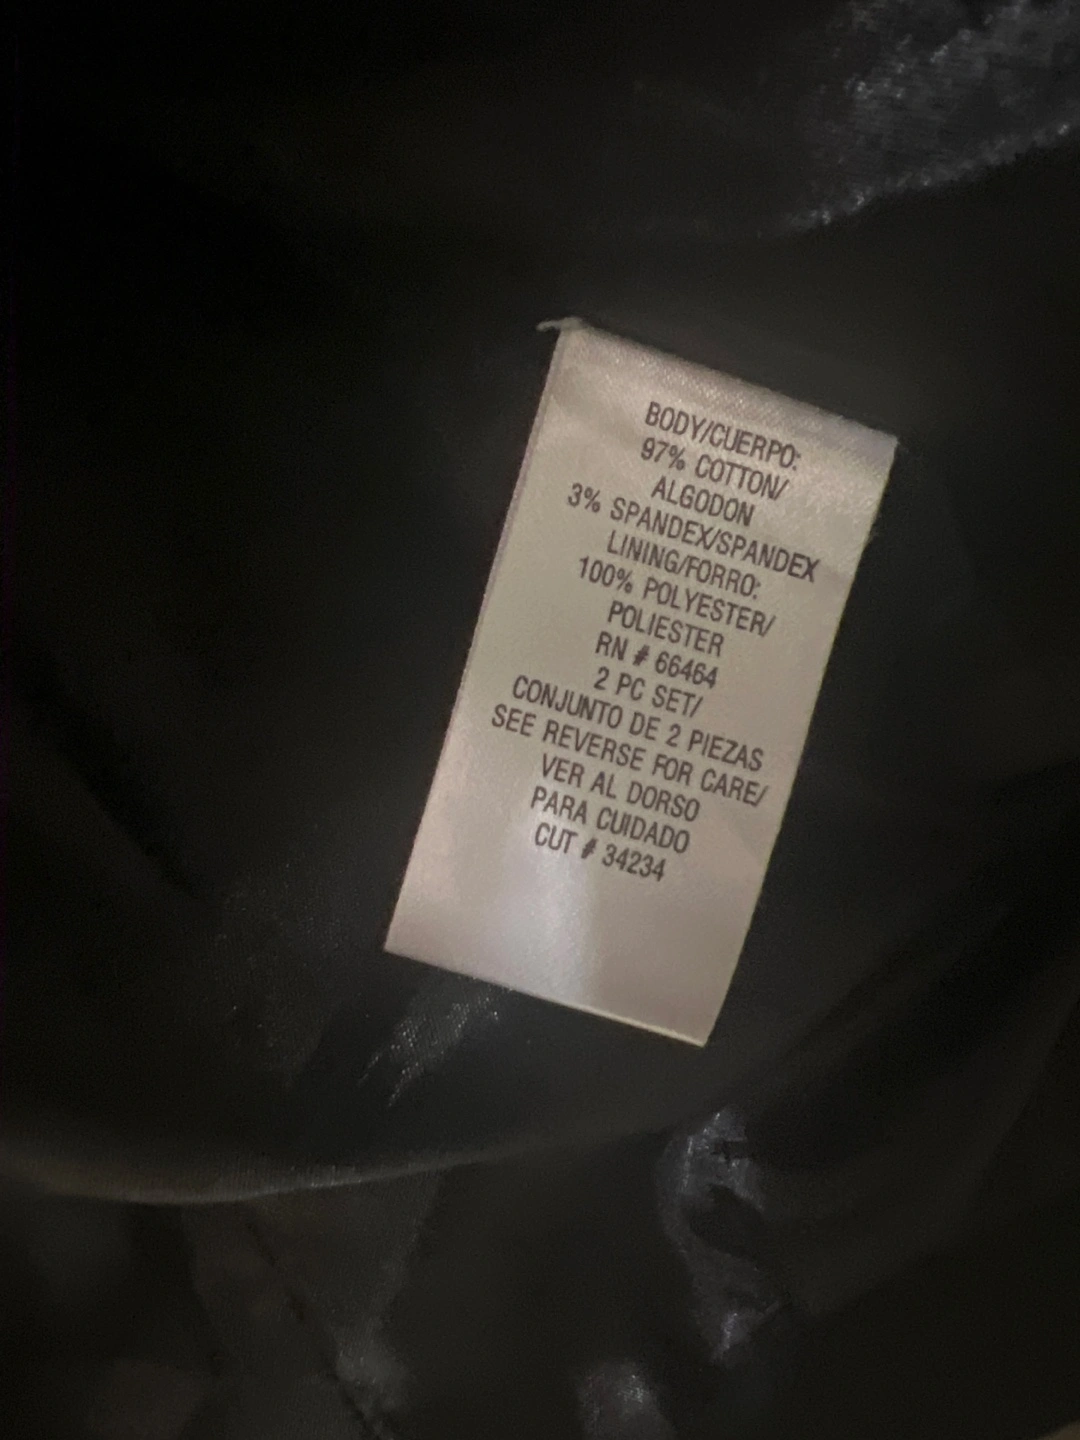 BODY/CUERPO:
97% COTTON/
ALGODON
3% SPANDEX/SPANDEX
LINING/FORRO:
100% POLYESTER/
POLIESTER
RN # 66464
2 PC SET/
CONJUNTO DE 2 PIEZAS
SEE REVERSE FOR CARE/
VER AL DORSO
PARA CUIDADO
CUT # 34234